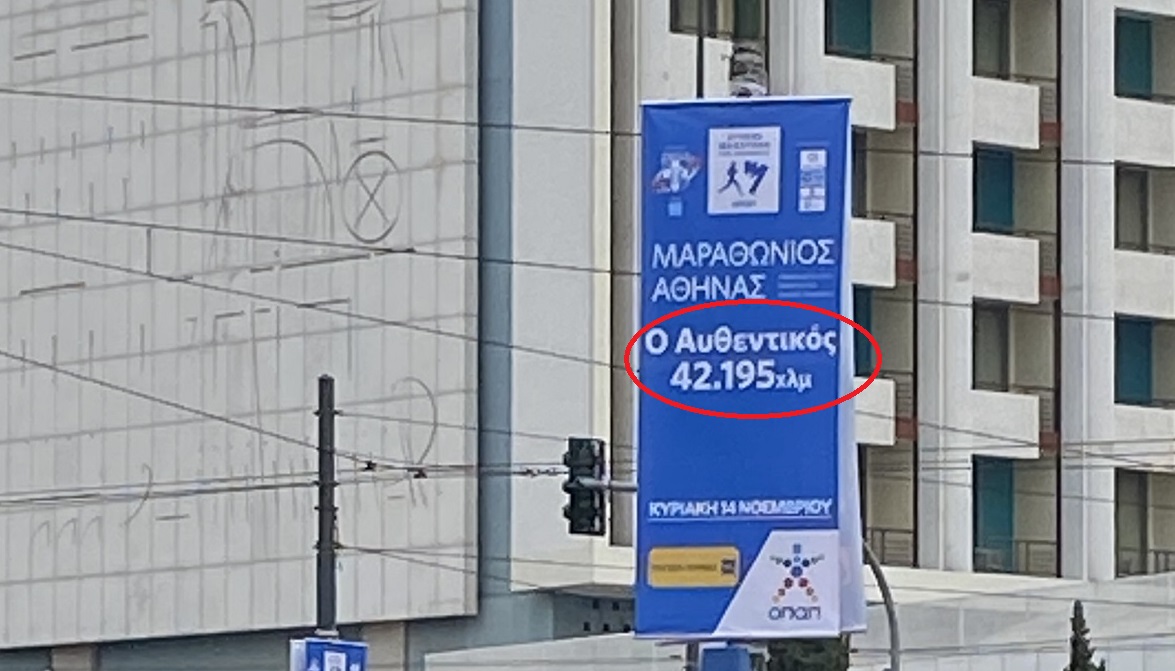 ΜΑΡΑΘΩΝΙΟΣ
ΑΘΗΝΑΣ
Ο Αυθεντικός
42.195χλμ
ΚΥΡΙΑΚΗ 14 ΝΟΕΜΒΡΙΟΥ
οπαπ